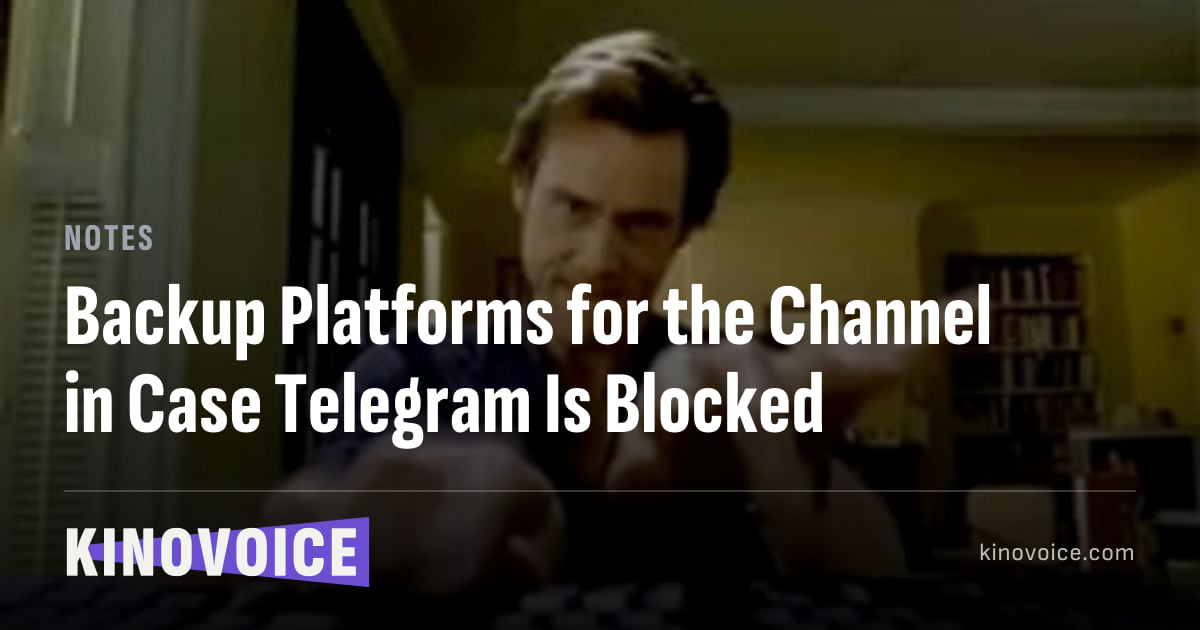 NOTES
Backup Platforms for the Channel
in Case Telegram Is Blocked
KINOVOICE
kinovoice.com